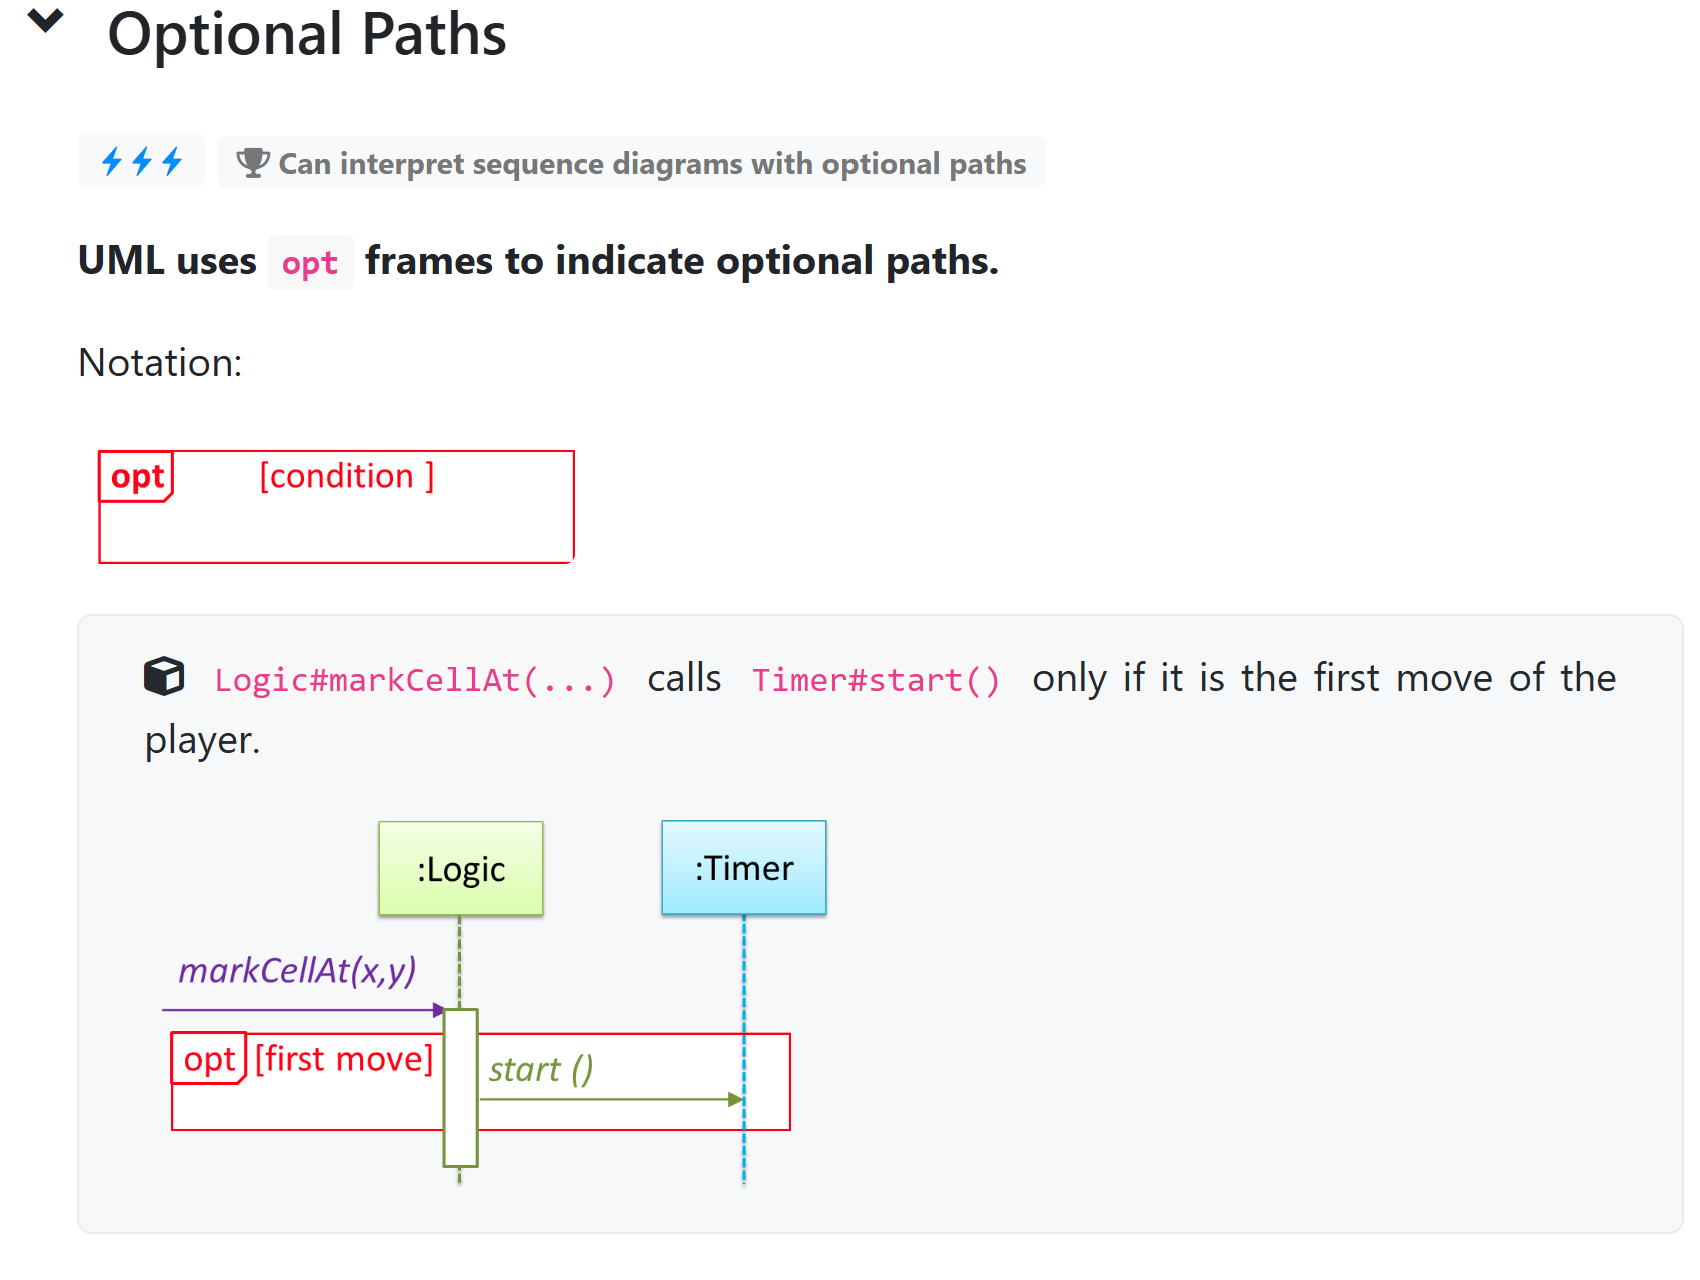 Optional Paths
Can interpret sequence diagrams with optional paths
UML uses opt frames to indicate optional paths.
Notation:
opt [condition ]
Logic#markCellAt(...) calls Timer#start() only if it is the first move of the
player.
:Logic :Timer
markCellAt(x,y)
opt [first move] start ()